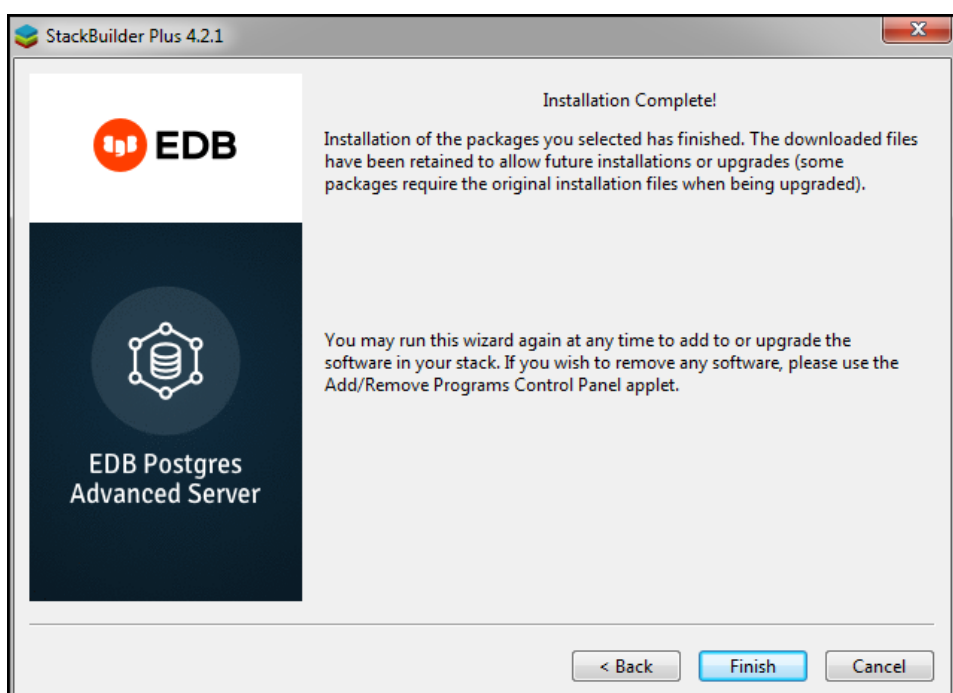 StackBuilder Plus 4.2.1
EDB
Installation Complete!
Installation of the packages you selected has finished. The downloaded files
have been retained to allow future installations or upgrades (some
packages require the original installation files when being upgraded).
You may run this wizard again at any time to add to or upgrade the
software in your stack. If you wish to remove any software, please use the
Add/Remove Programs Control Panel applet.
EDB Postgres
Advanced Server
< Back
Finish
Cancel